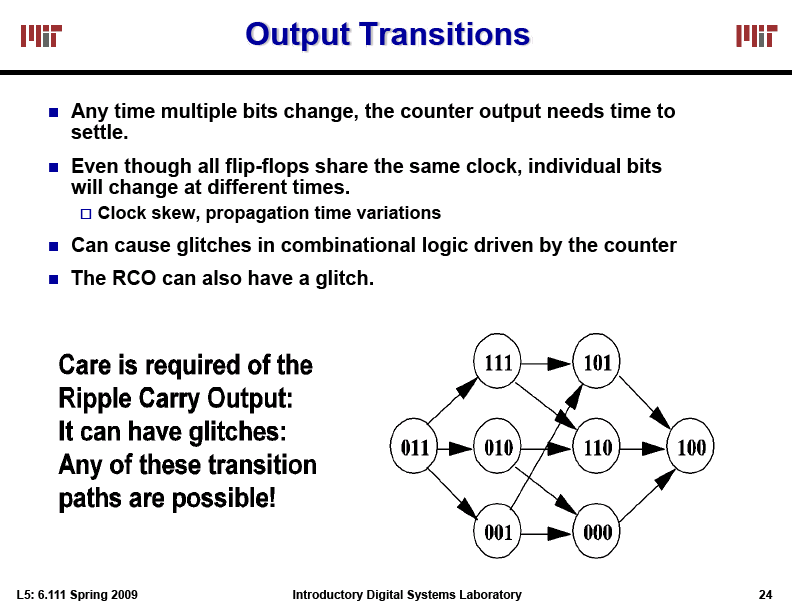 Output Transitions
Any time multiple bits change, the counter output needs time to
settle.
Even though all flip-flops share the same clock, individual bits
will change at different times.
Clock skew, propagation time variations
Can cause glitches in combinational logic driven by the counter
The RCO can also have a glitch.
Care is required of the
Ripple Carry Output:
It can have glitches:
Any of these transition
paths are possible!
111 101
011 010 110 100
001 000
L5: 6.111 Spring 2009 Introductory Digital Systems Laboratory 24